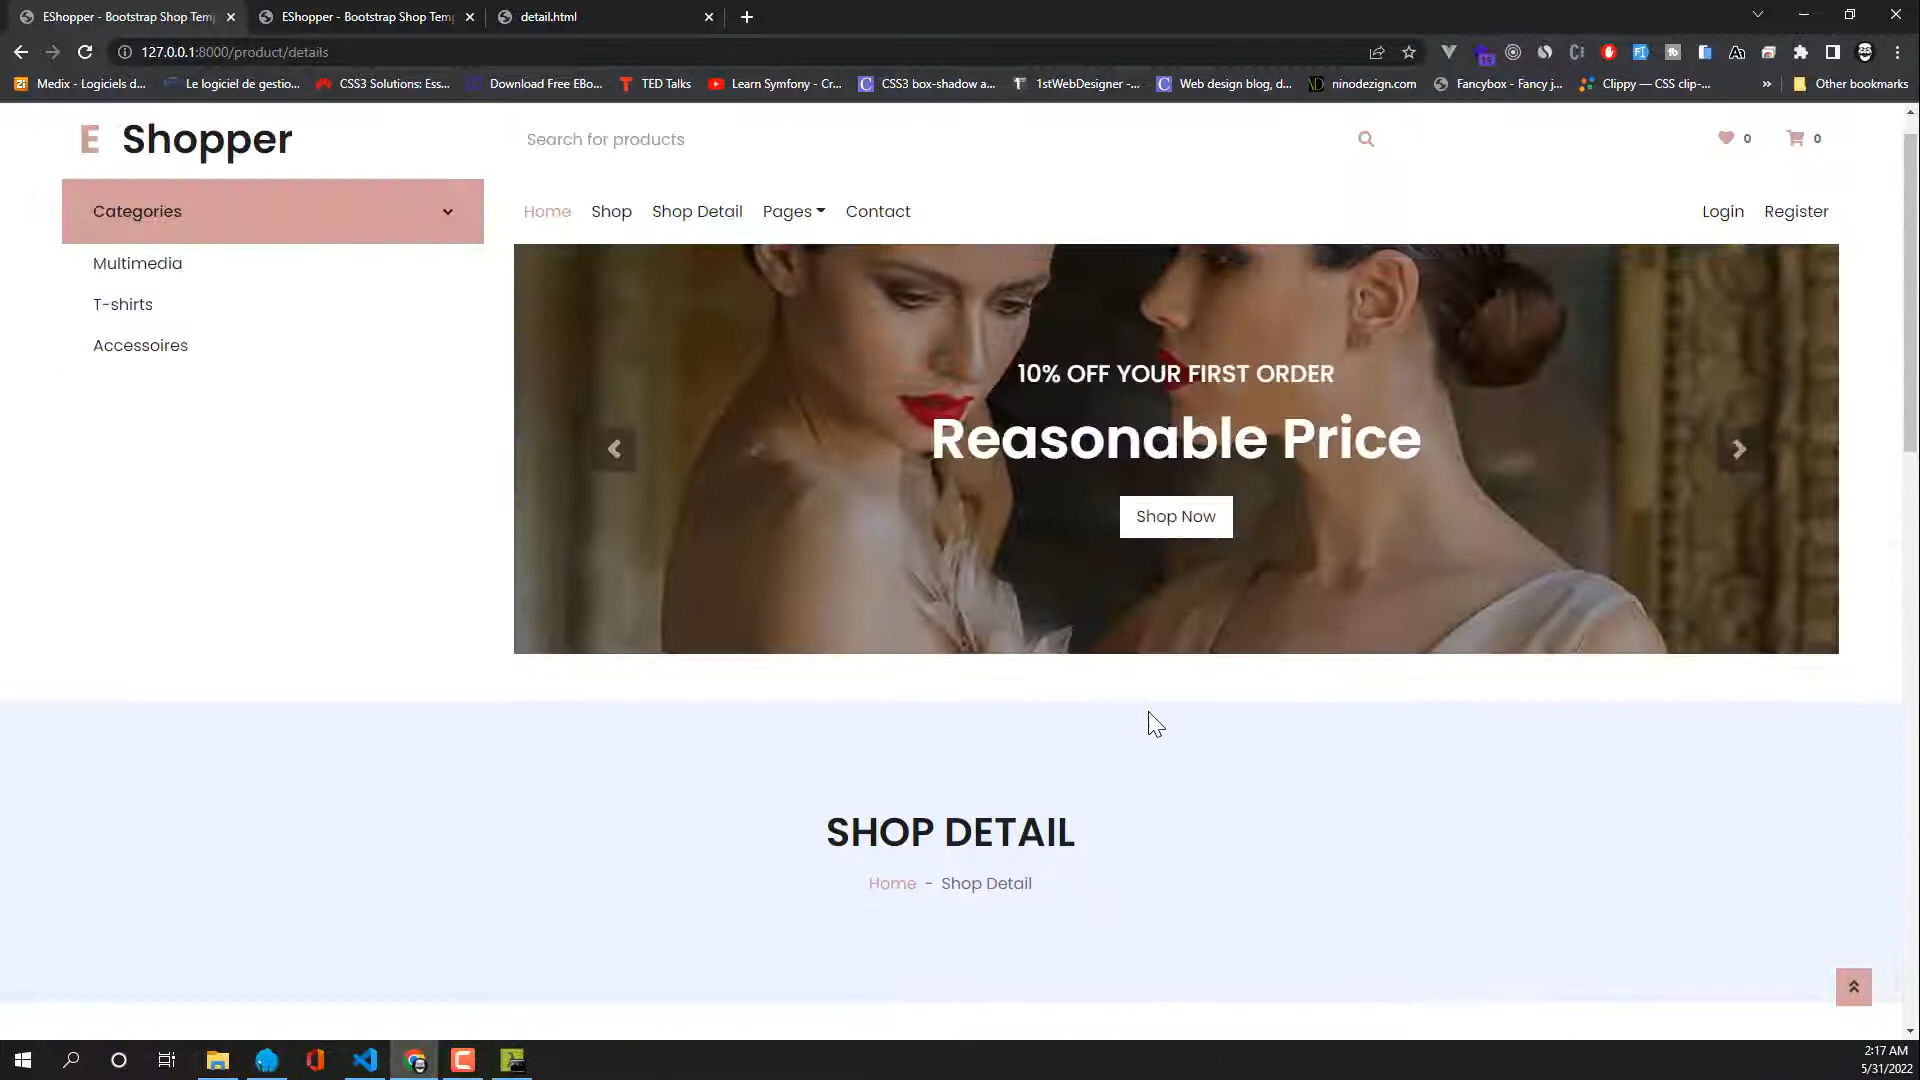 EShopper - Bootstrap Shop Tem
EShopper - Bootstrap Shop Tem
detail.html
127.0.0.1:8000/product/details
Medix - Logiciels d...
Le logiciel de gestio...
CSS3 Solutions: Ess...
Download Free EBo...
TED Talks
Learn Symfony - Cr...
CSS3 box-shadow a...
1stWebDesigner -...
Web design blog, d...
ninodezign.com
Fancybox - Fancy j...
Clippy — CSS clip-...
Other bookmarks
E Shopper
Search for products
0
0
Categories
Home
Shop
Shop Detail
Pages
Contact
Login
Register
Multimedia
T-shirts
Accessoires
10% OFF YOUR FIRST ORDER
Reasonable Price
Shop Now
SHOP DETAIL
Home - Shop Detail
2:17 AM
5/31/2022